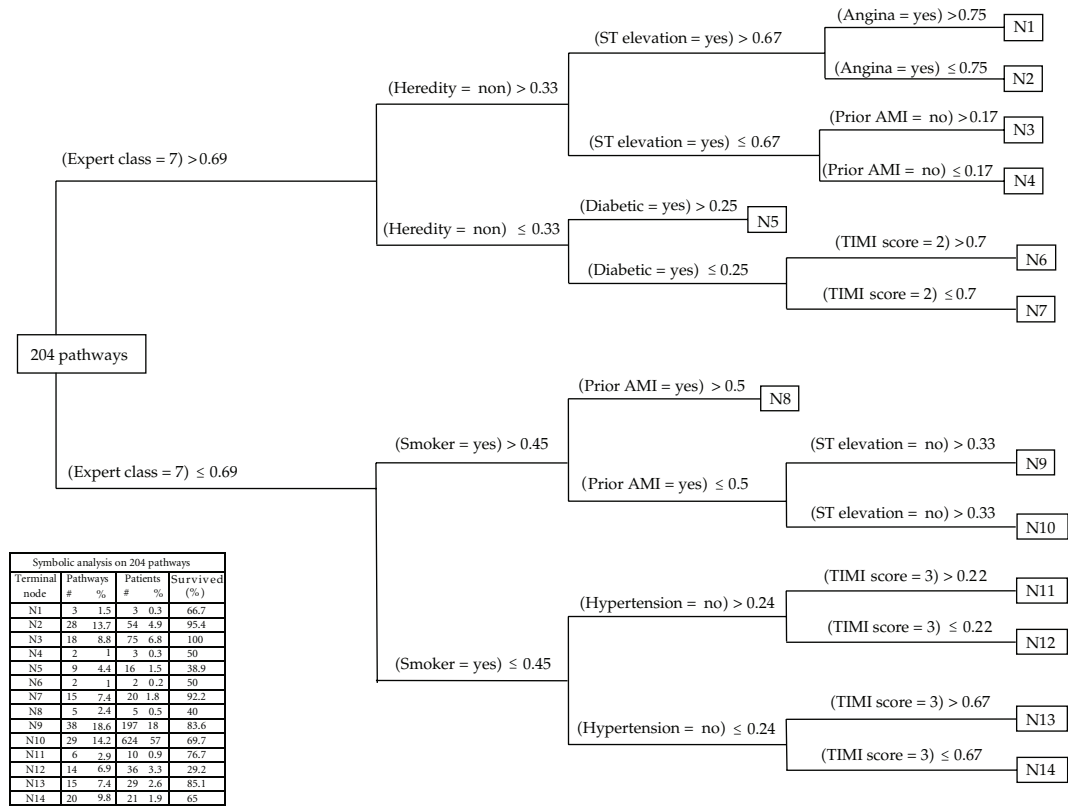 (Angina = yes) >0.75
N1
(ST elevation = yes) > 0.67
(Angina = yes) ≤ 0.75
N2
(Heredity = non) > 0.33
(Prior AMI = no) >0.17
N3
(ST elevation = yes) ≤ 0.67
(Prior AMI = no) ≤ 0.17
N4
(Expert class = 7) >0.69
(Diabetic = yes) > 0.25
N5
(Heredity = non) ≤ 0.33
(TIMI score = 2) >0.7
N6
(Diabetic = yes) ≤ 0.25
(TIMI score = 2) ≤0.7
N7
204 pathways
(Prior AMI = yes) > 0.5
N8
(Smoker = yes) > 0.45
(ST elevation = no) > 0.33
N9
(Expert class = 7) ≤ 0.69
(Prior AMI = yes) ≤ 0.5
(ST elevation = no) > 0.33
N10
(TIMI score = 3) > 0.22
N11
(Hypertension = no) > 0.24
(TIMI score = 3) ≤ 0.22
N12
(Smoker = yes) ≤ 0.45
(TIMI score = 3) > 0.67
N13
(Hypertension = no) ≤ 0.24
(TIMI score = 3) ≤ 0.67
N14
Symbolic analysis on 204 pathways
Terminal Pathways Patients Survived
node # % # % (%)
N1 3 1.5 3 0.3 66.7
N2 28 13.7 54 4.9 95.4
N3 18 8.8 75 6.8 100
N4 2 1 3 0.3 50
N5 9 4.4 16 1.5 38.9
N6 2 1 2 0.2 50
N7 15 7.4 20 1.8 92.2
N8 5 2.4 5 0.5 40
N9 38 18.6 197 18 83.6
N10 29 14.2 624 57 69.7
N11 6 2.9 10 0.9 76.7
N12 14 6.9 36 3.3 29.2
N13 15 7.4 29 2.6 85.1
N14 20 9.8 21 1.9 65